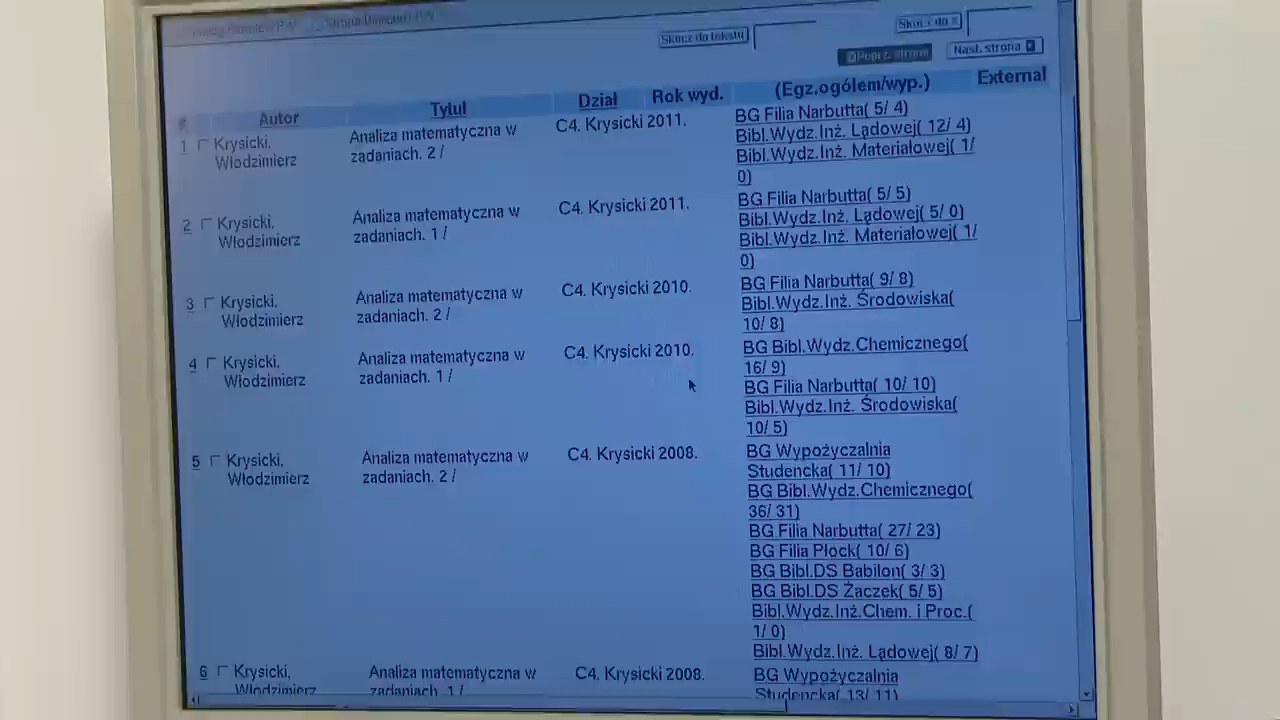 Skocz do tekstu
Skocz do #
Poprz. strona
Nast. strona
# Autor Tytul Dział Rok wyd. (Egz.ogólem/wyp.) External
1 Krysicki, Włodzimierz Analiza matematyczna w zadaniach. 2 / C4. Krysicki 2011. BG Filia Narbutta( 5/ 4)
Bibl.Wydz.Inż. Lądowej( 12/ 4)
Bibl.Wydz.Inż. Materiałowej( 1/
0)
2 Krysicki, Włodzimierz Analiza matematyczna w zadaniach. 1 / C4. Krysicki 2011. BG Filia Narbutta( 5/ 5)
Bibl.Wydz.Inż. Lądowej( 5/ 0)
Bibl.Wydz.Inż. Materiałowej( 1/
0)
3 Krysicki, Włodzimierz Analiza matematyczna w zadaniach. 2 / C4. Krysicki 2010. BG Filia Narbutta( 9/ 8)
Bibl.Wydz.Inż. Środowiska(
10/ 8)
4 Krysicki, Włodzimierz Analiza matematyczna w zadaniach. 1 / C4. Krysicki 2010. BG Bibl.Wydz.Chemicznego(
16/ 9)
BG Filia Narbutta( 10/ 10)
Bibl.Wydz.Inż. Środowiska(
10/ 5)
5 Krysicki, Włodzimierz Analiza matematyczna w zadaniach. 2 / C4. Krysicki 2008. BG Wypożyczalnia
Studencka( 11/ 10)
BG Bibl.Wydz.Chemicznego(
36/ 31)
BG Filia Narbutta( 27/ 23)
BG Filia Płock( 10/ 6)
BG Bibl.DS Babilon( 3/ 3)
BG Bibl.DS Żaczek( 5/ 5)
Bibl.Wydz.Inż.Chem. i Proc.(
1/ 0)
Bibl.Wydz.Inż. Lądowej( 8/ 7)
6 Krysicki, Włodzimierz Analiza matematyczna w zadaniach. 1 / C4. Krysicki 2008. BG Wypożyczalnia
Studencka( 13/ 11)